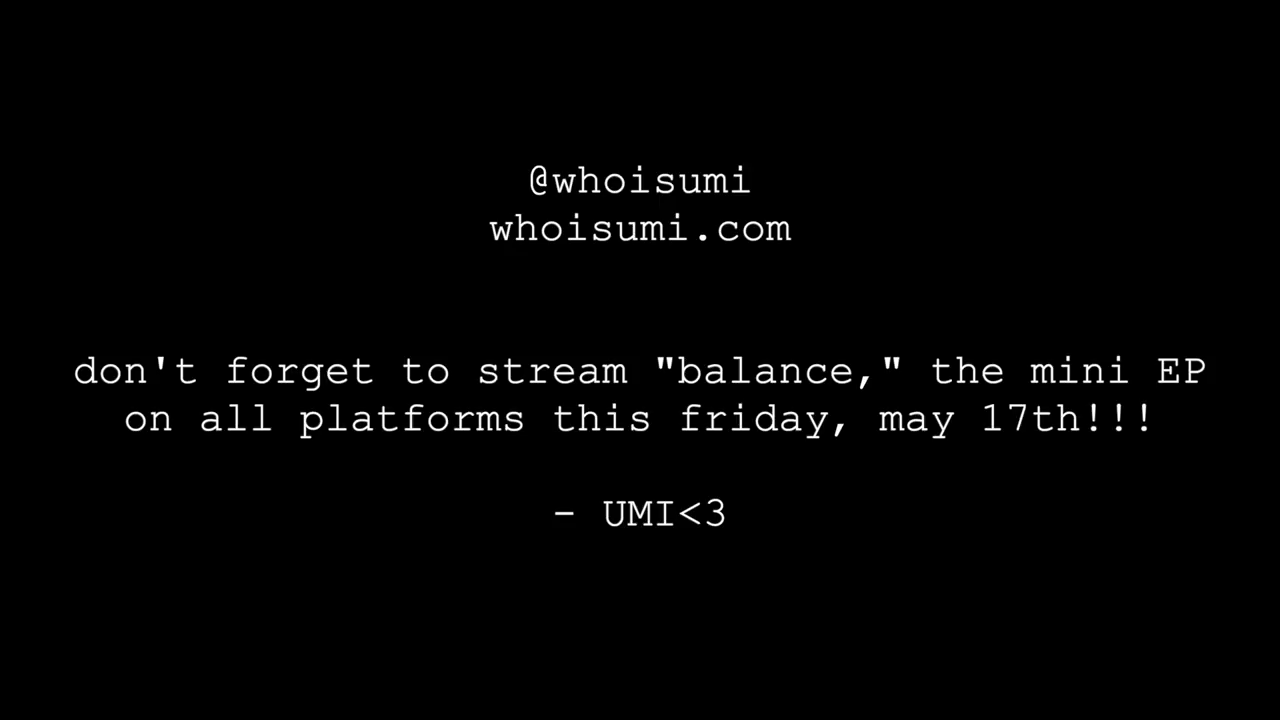 @whoisumi
whoisumi.com
don't forget to stream "balance," the mini EP
on all platforms this friday, may 17th!!!
- UMI<3